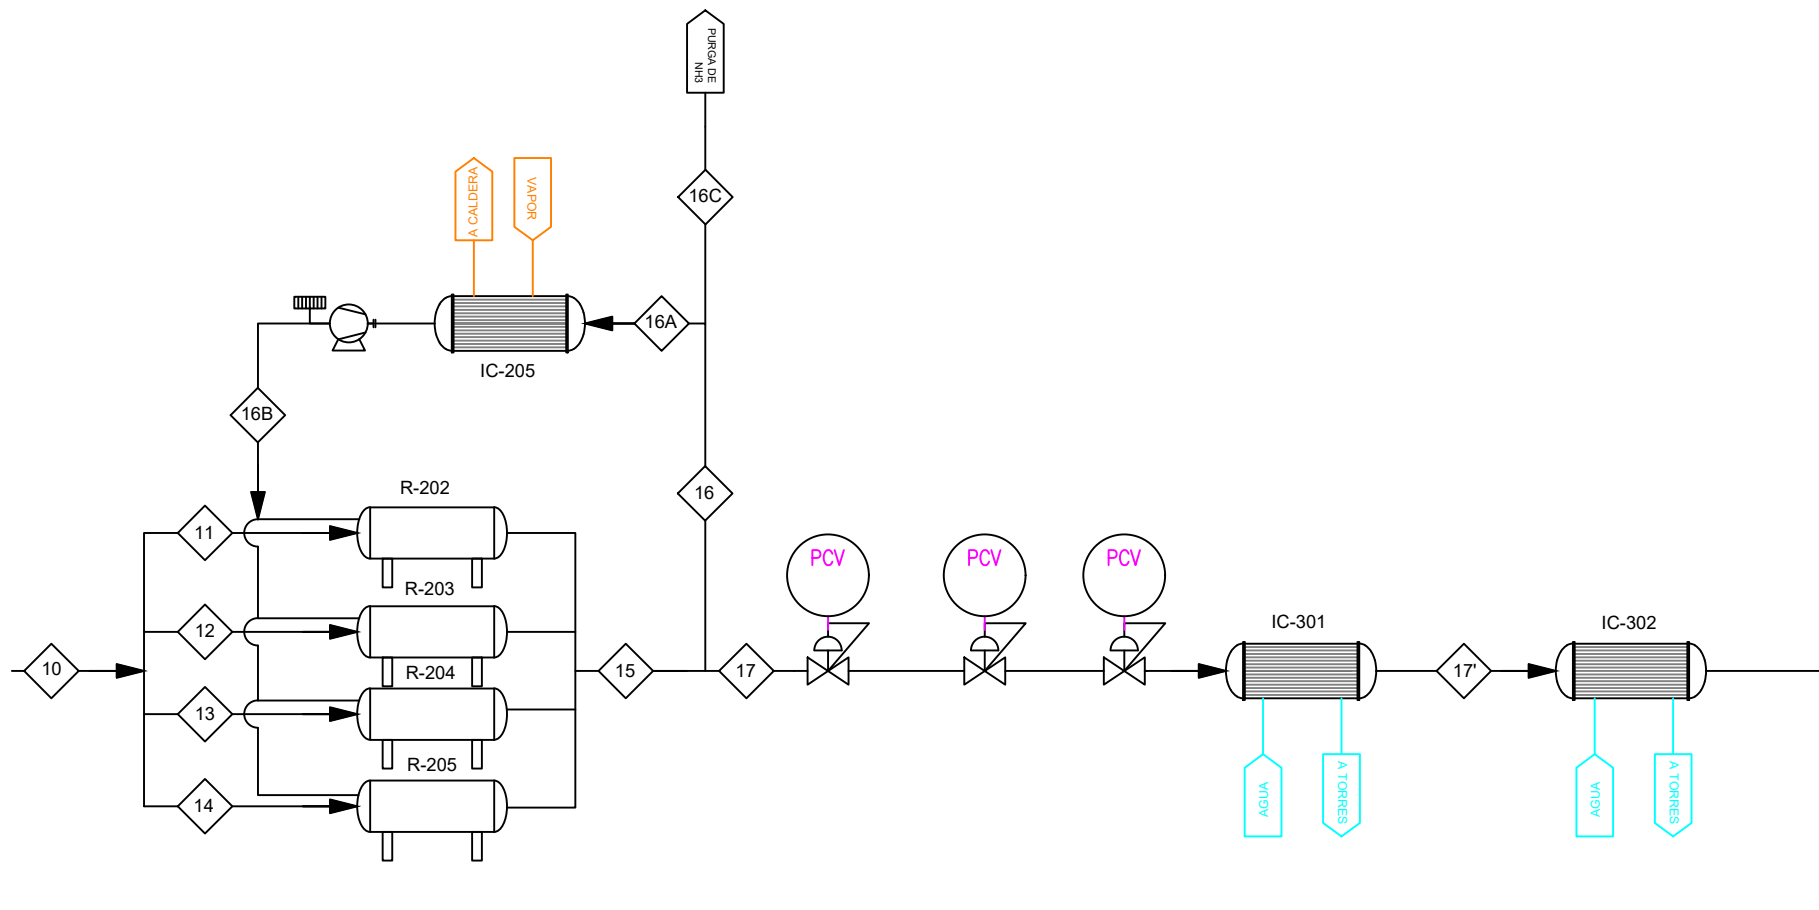 PURGA DE
NH3
A CALDERA
VAPOR
16C
16A
IC-205
16B
R-202
16
11
PCV
PCV
PCV
R-203
12
IC-301
IC-302
10
R-204
15
17
17'
13
R-205
14
AGUA
A TORRES
AGUA
A TORRES